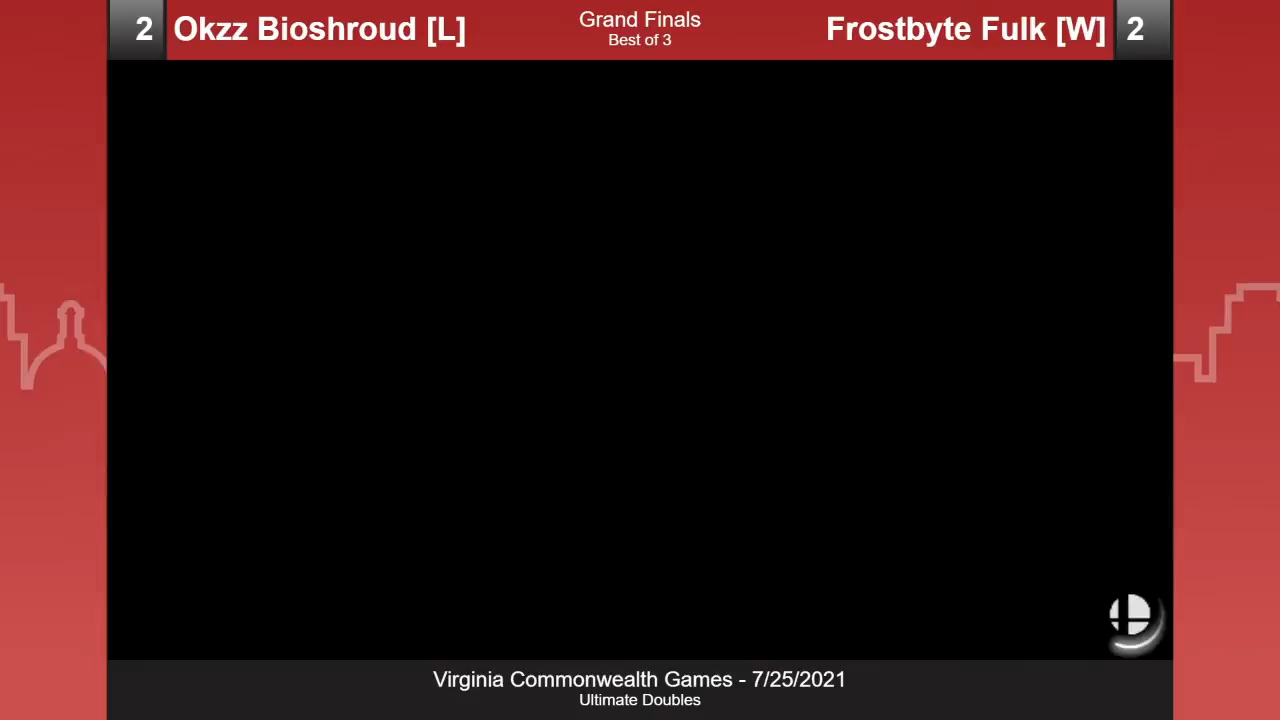 2
Okzz Bioshroud [L]
Grand Finals
Best of 3
Frostbyte Fulk [W]
2
Virginia Commonwealth Games - 7/25/2021
Ultimate Doubles